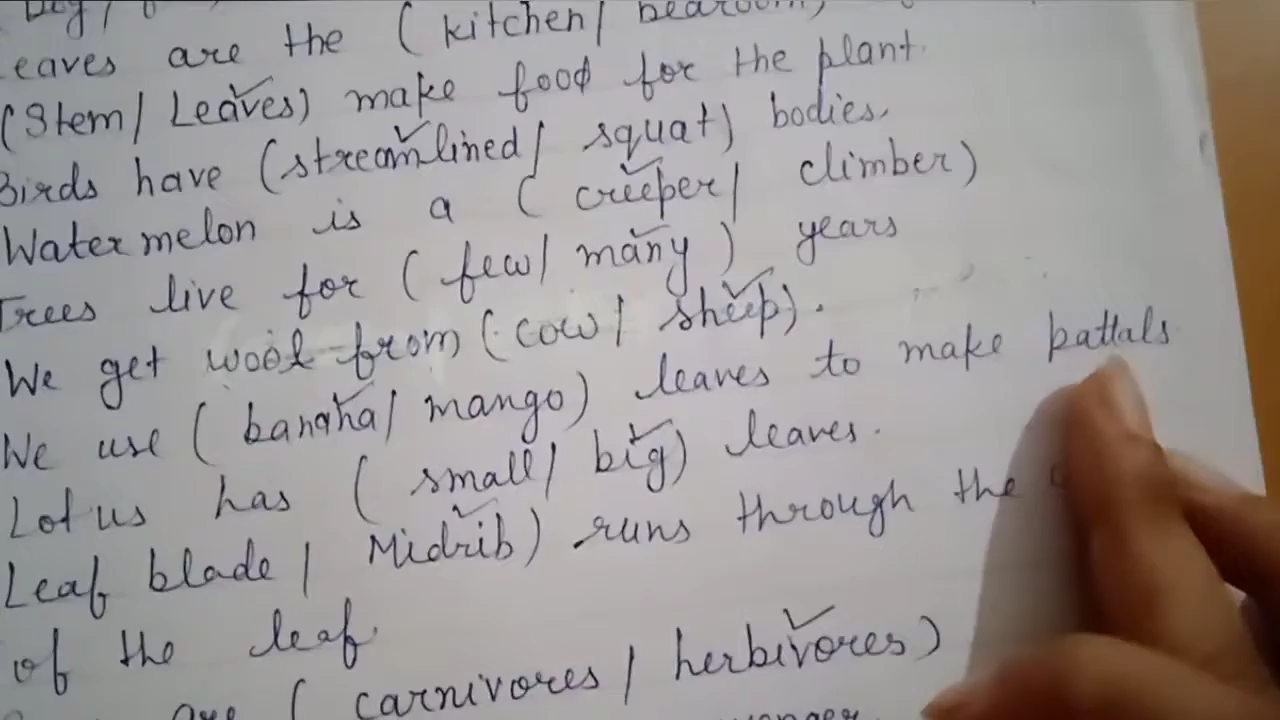 leaves are the (kitchen/ bedroom)
(Stem/ Leaves) make food for the plant.
Birds have (streamlined/ squat) bodies.
Watermelon is a (creeper/ climber)
Trees live for (few/ many) years
We get wool from (cow/ sheep).
We use (banana/ mango) leaves to make pattals
Lotus has (small/ big) leaves.
Leaf blade/ Midrib) runs through the
of the leaf
are (carnivores/ herbivores)